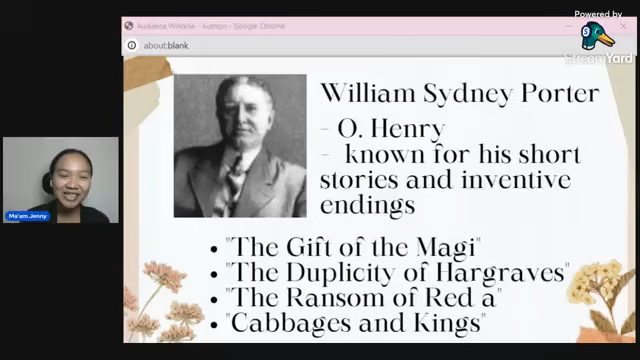 Powered by
StreamYard
Audience Window - Authors - Google Chrome
about:blank
William Sydney Porter
- O. Henry
- known for his short
stories and inventive
endings
• "The Gift of the Magi"
• "The Duplicity of Hargraves"
• "The Ransom of Red a"
• "Cabbages and Kings"
Ma'am Jenny